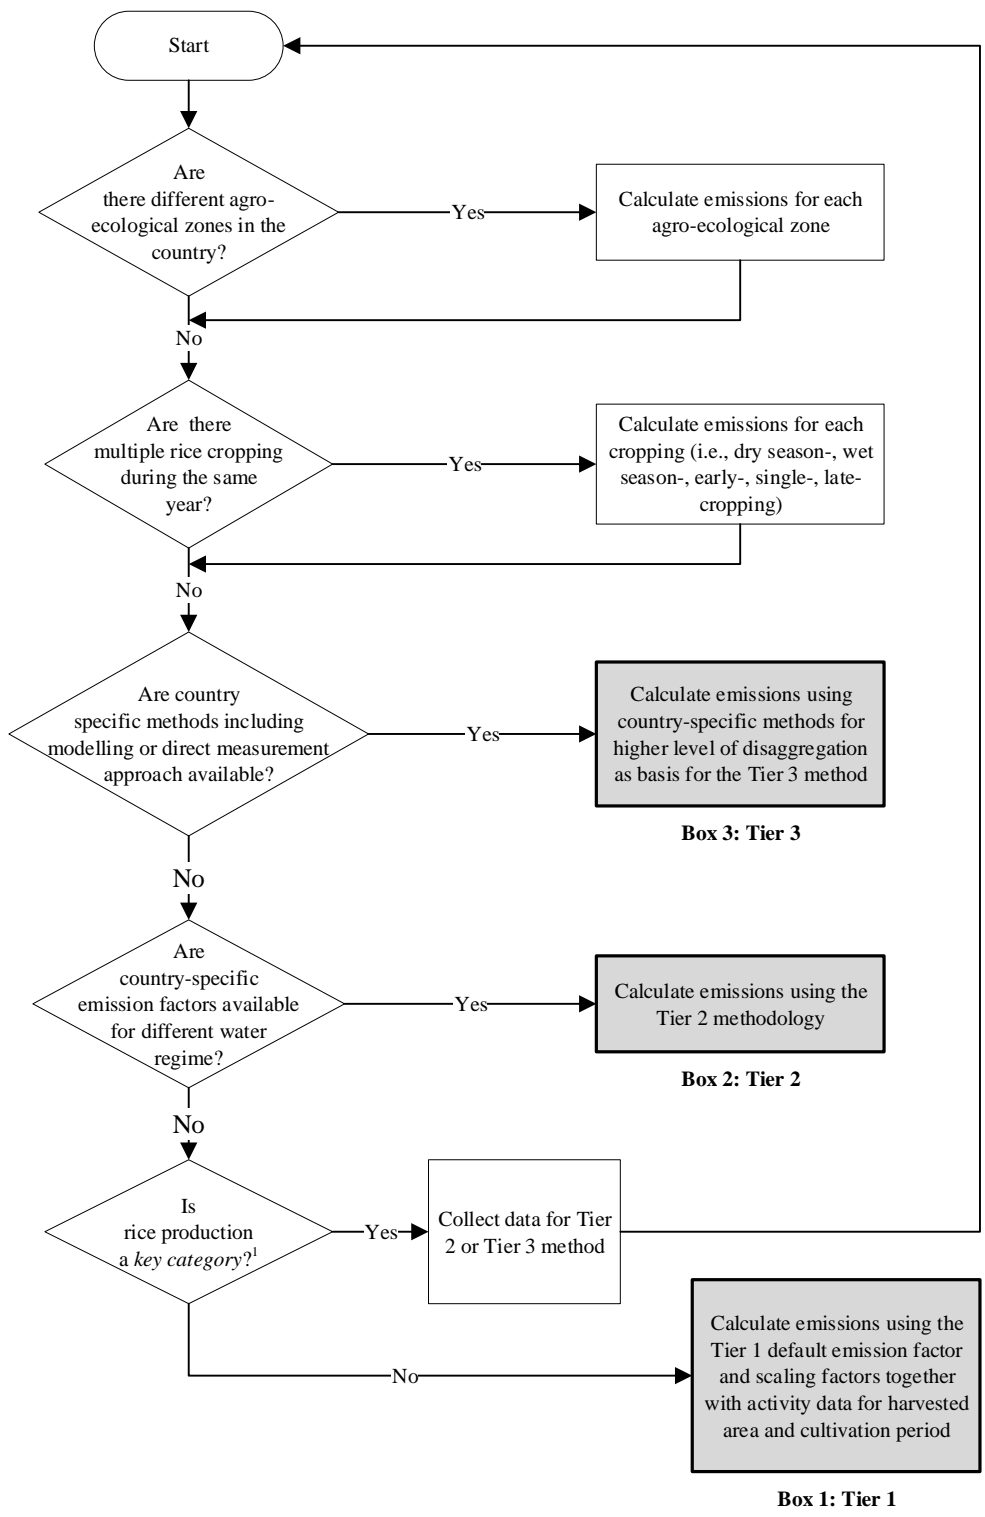 Start
Are
there different agro-
ecological zones in the
country?
Yes
Calculate emissions for each
agro-ecological zone
No
Are there
multiple rice cropping
during the same
year?
Yes
Calculate emissions for each
cropping (i.e., dry season-, wet
season-, early-, single-, late-
cropping)
No
Are country
specific methods including
modelling or direct measurement
approach available?
Yes
Calculate emissions using
country-specific methods for
higher level of disaggregation
as basis for the Tier 3 method
Box 3: Tier 3
No
Are
country-specific
emission factors available
for different water
regime?
Yes
Calculate emissions using the
Tier 2 methodology
Box 2: Tier 2
No
Is
rice production
a key category?¹
Yes
Collect data for Tier
2 or Tier 3 method
No
Calculate emissions using the
Tier 1 default emission factor
and scaling factors together
with activity data for harvested
area and cultivation period
Box 1: Tier 1